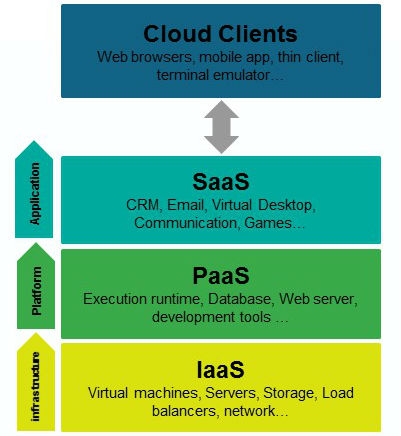 Cloud Clients
Web browsers, mobile app, thin client,
terminal emulator...
Application
SaaS
CRM, Email, Virtual Desktop,
Communication, Games...
Platform
PaaS
Execution runtime, Database, Web server,
development tools ...
infrastructure
IaaS
Virtual machines, Servers, Storage, Load
balancers, network...